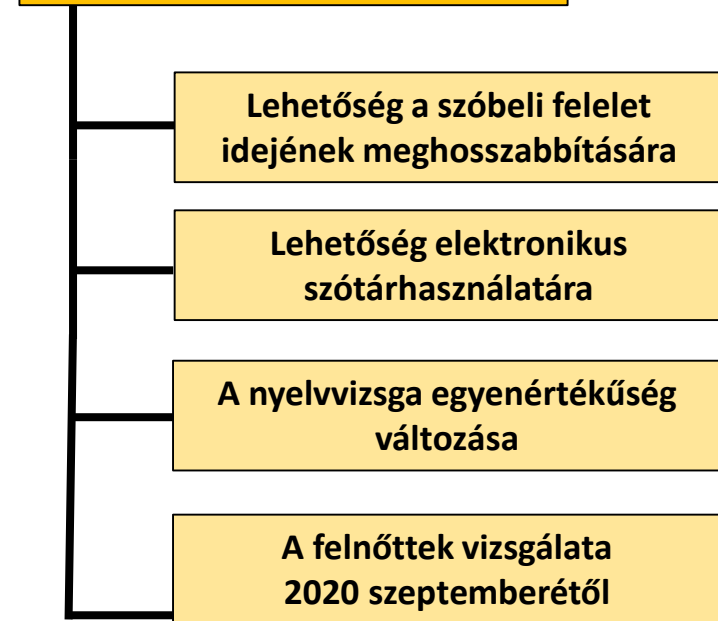 Lehetőség a szóbeli felelet
idejének meghosszabbítására
Lehetőség elektronikus
szótárhasználatára
A nyelvvizsga egyenértékűség
változása
A felnőttek vizsgálata
2020 szeptemberétől